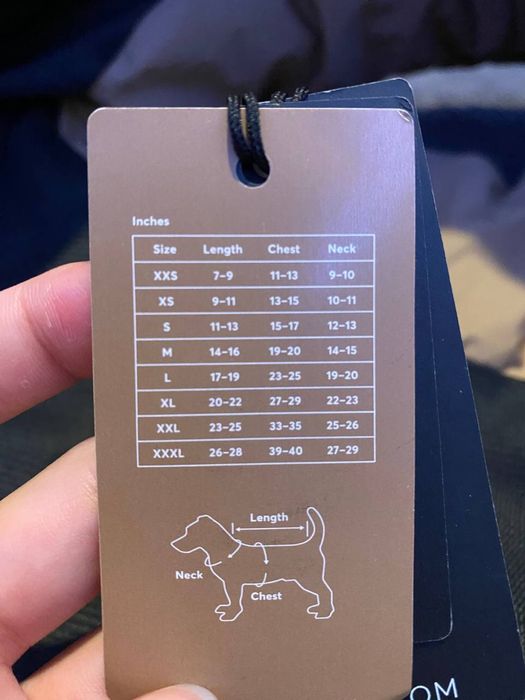 Inches
Size Length Chest Neck
XXS 7–9 11–13 9–10
XS 9–11 13–15 10–11
S 11–13 15–17 12–13
M 14–16 19–20 14–15
L 17–19 23–25 19–20
XL 20–22 27–29 22–23
XXL 23–25 33–35 25–26
XXXL 26–28 39–40 27–29
Length
Neck
Chest
OM